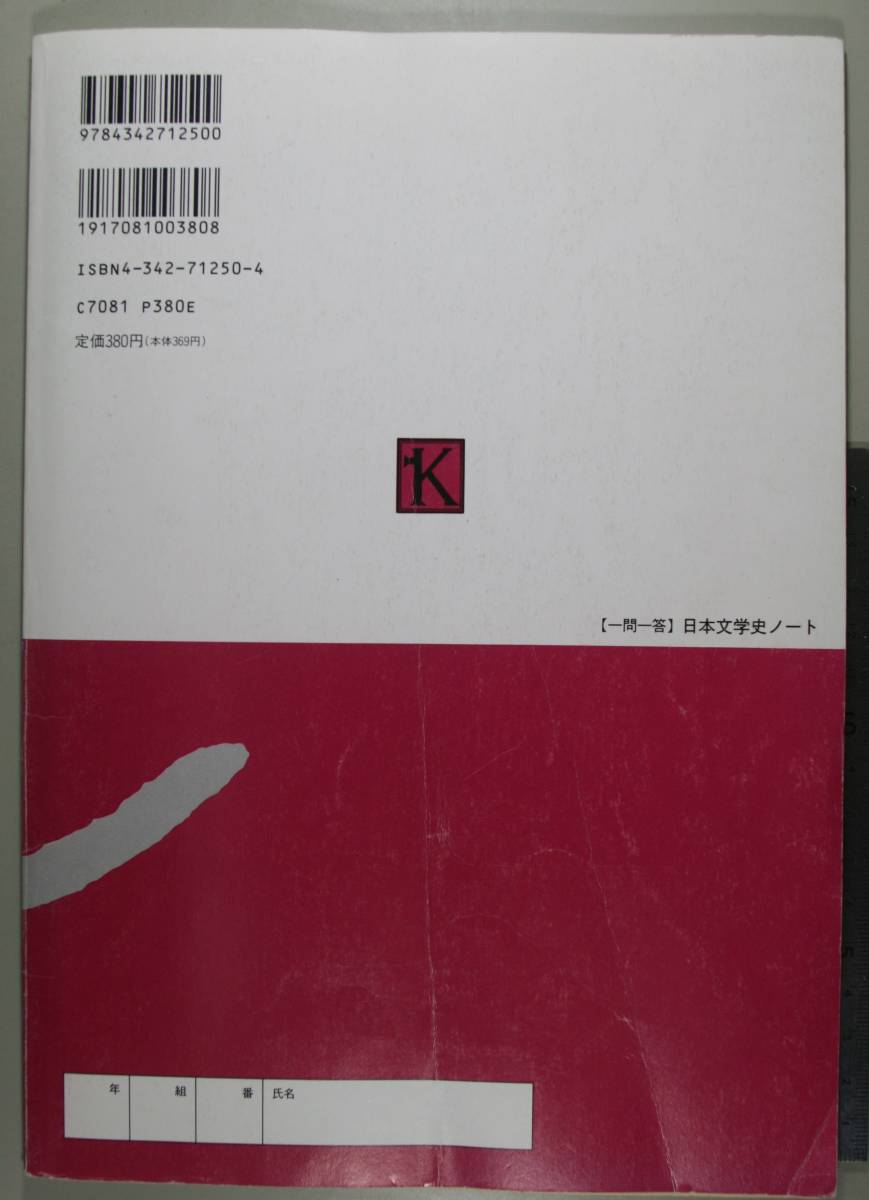 9784342712500
1917081003808
ISBN4-342-71250-4
C7081 P380E
定価380円(本体369円)
K
【一問一答】日本文学史ノート
年 組 番 氏名